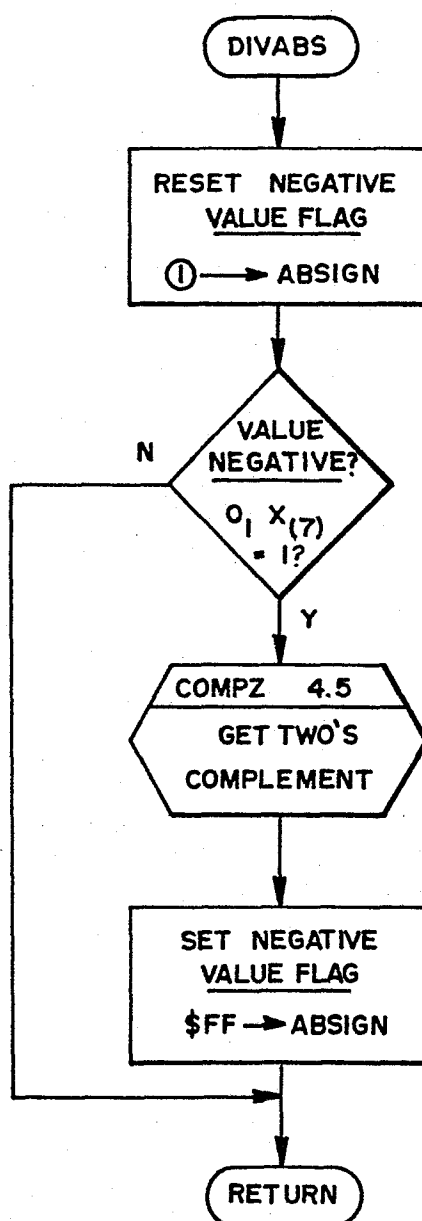 DIVABS
RESET NEGATIVE
VALUE FLAG
① → ABSIGN
VALUE
NEGATIVE?
O₁ X₍₇₎
= 1?
N
Y
COMPZ 4.5
GET TWO'S
COMPLEMENT
SET NEGATIVE
VALUE FLAG
$FF → ABSIGN
RETURN